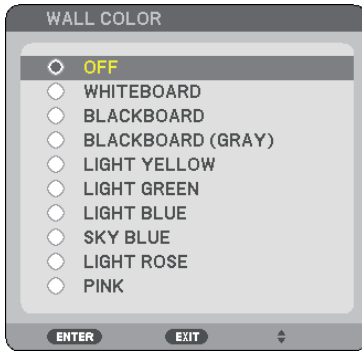 WALL COLOR
OFF
WHITEBOARD
BLACKBOARD
BLACKBOARD (GRAY)
LIGHT YELLOW
LIGHT GREEN
LIGHT BLUE
SKY BLUE
LIGHT ROSE
PINK
ENTER EXIT